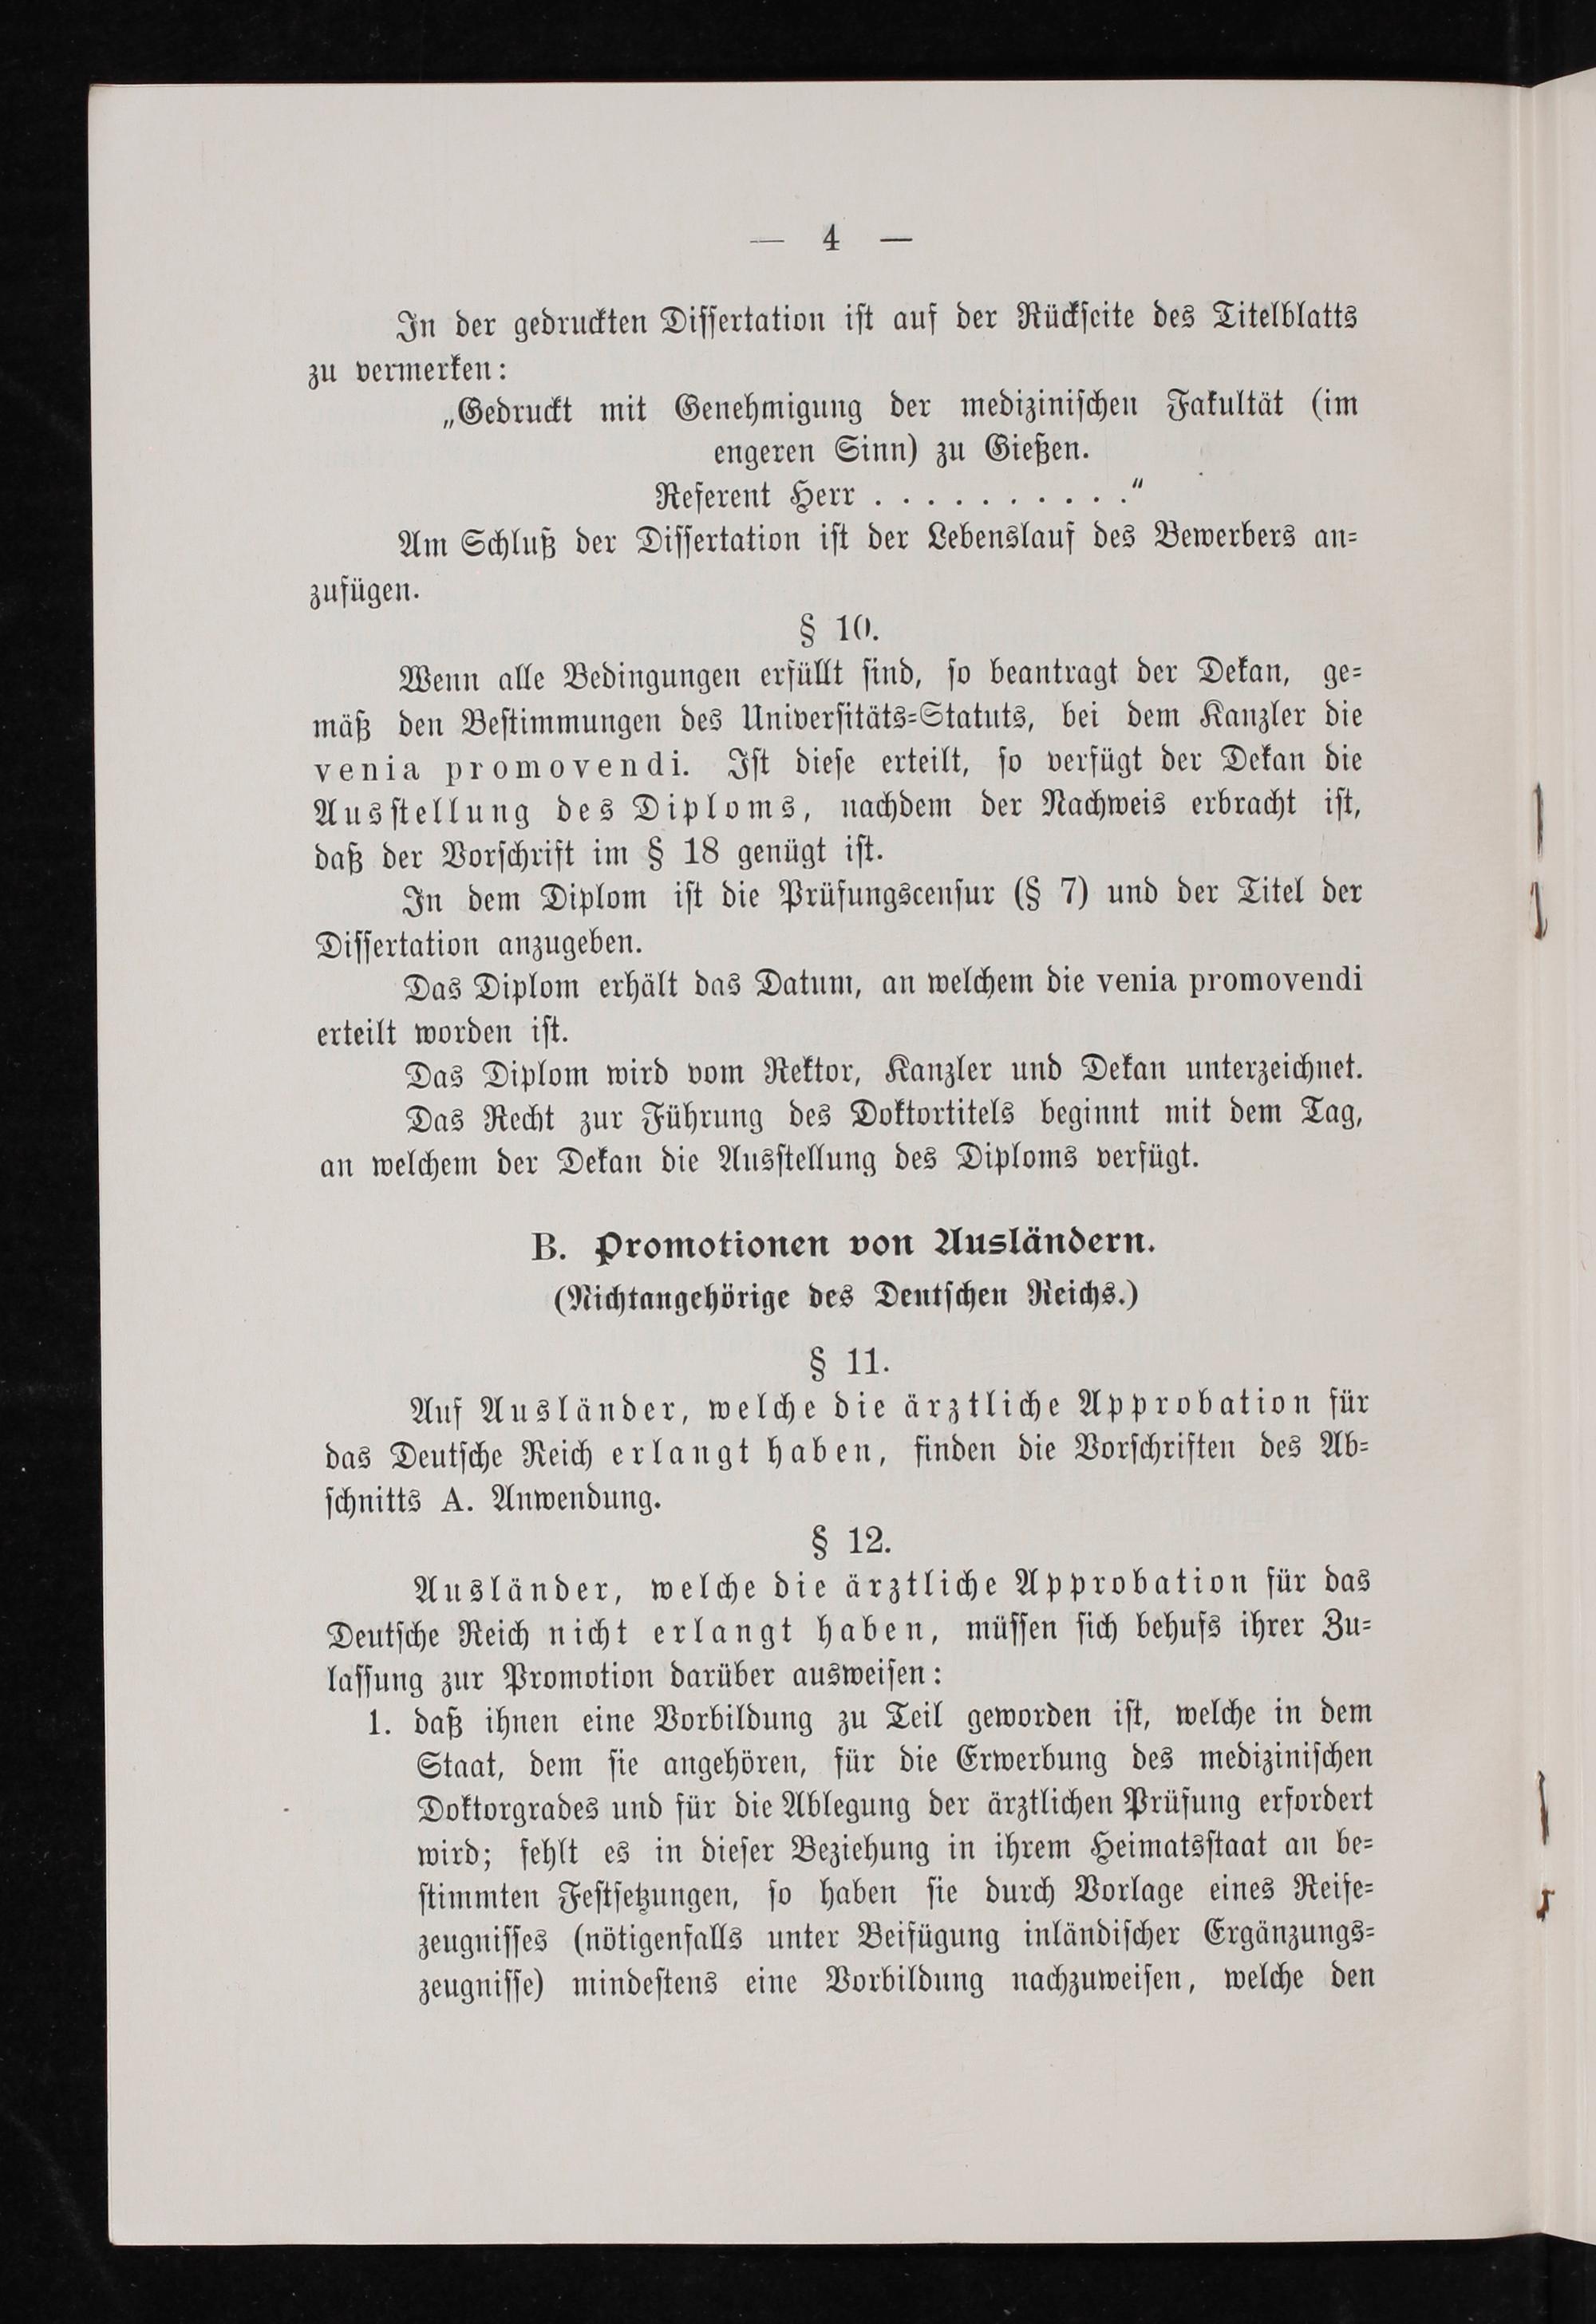 — 4 —
In der gedruckten Dissertation ist auf der Rückseite des Titelblatts
zu vermerken:
„Gedruckt mit Genehmigung der medizinischen Fakultät (im
engeren Sinn) zu Gießen.
Referent Herr . . . . . . . . . .“
Am Schluß der Dissertation ist der Lebenslauf des Bewerbers an-
zufügen.
§ 10.
Wenn alle Bedingungen erfüllt sind, so beantragt der Dekan, ge-
mäß den Bestimmungen des Universitäts-Statuts, bei dem Kanzler die
venia promovendi. Ist diese erteilt, so verfügt der Dekan die
Ausstellung des Diploms, nachdem der Nachweis erbracht ist,
daß der Vorschrift im § 18 genügt ist.
In dem Diplom ist die Prüfungscensur (§ 7) und der Titel der
Dissertation anzugeben.
Das Diplom erhält das Datum, an welchem die venia promovendi
erteilt worden ist.
Das Diplom wird vom Rektor, Kanzler und Dekan unterzeichnet.
Das Recht zur Führung des Doktortitels beginnt mit dem Tag,
an welchem der Dekan die Ausstellung des Diploms verfügt.
B. Promotionen von Ausländern.
(Nichtangehörige des Deutschen Reichs.)
§ 11.
Auf Ausländer, welche die ärztliche Approbation für
das Deutsche Reich erlangt haben, finden die Vorschriften des Ab-
schnitts A. Anwendung.
§ 12.
Ausländer, welche die ärztliche Approbation für das
Deutsche Reich nicht erlangt haben, müssen sich behufs ihrer Zu-
lassung zur Promotion darüber ausweisen:
1. daß ihnen eine Vorbildung zu Teil geworden ist, welche in dem
Staat, dem sie angehören, für die Erwerbung des medizinischen
Doktorgrades und für die Ablegung der ärztlichen Prüfung erfordert
wird; fehlt es in dieser Beziehung in ihrem Heimatsstaat an be-
stimmten Festsetzungen, so haben sie durch Vorlage eines Reife-
zeugnisses (nötigenfalls unter Beifügung inländischer Ergänzungs-
zeugnisse) mindestens eine Vorbildung nachzuweisen, welche den